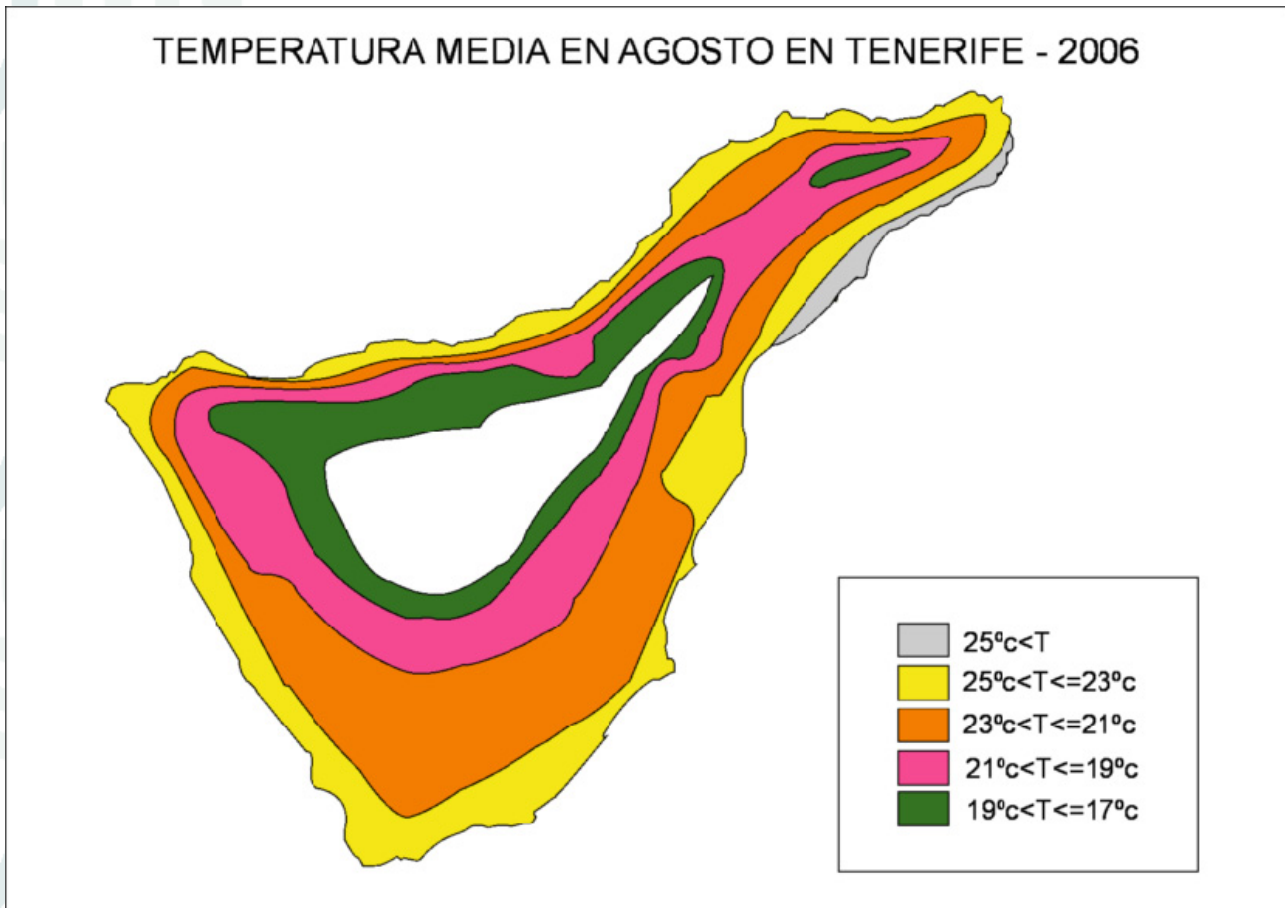 TEMPERATURA MEDIA EN AGOSTO EN TENERIFE - 2006
25ºc<T
25ºc<T<=23ºc
23ºc<T<=21ºc
21ºc<T<=19ºc
19ºc<T<=17ºc